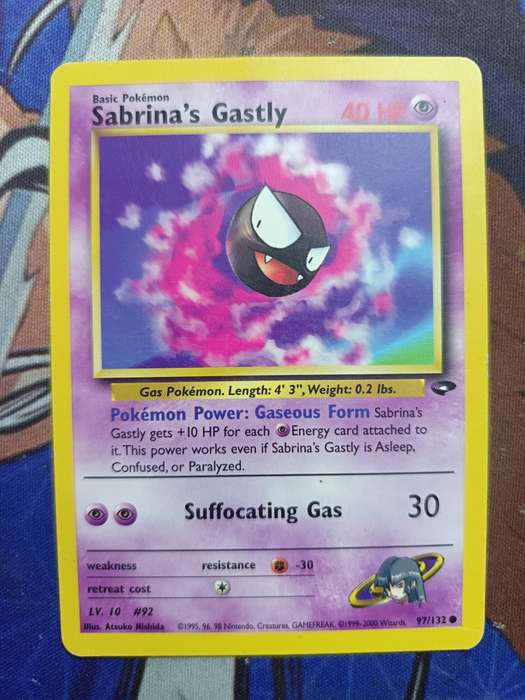 Basic Pokémon
Sabrina's Gastly 40 HP
Gas Pokémon. Length: 4' 3", Weight: 0.2 lbs.
Pokémon Power: Gaseous Form Sabrina's
Gastly gets +10 HP for each Energy card attached to
it. This power works even if Sabrina's Gastly is Asleep,
Confused, or Paralyzed.
Suffocating Gas 30
weakness resistance -30
retreat cost
LV. 10 #92
Illus. Atsuko Nishida ©1995, 96, 98 Nintendo, Creatures, GAMEFREAK. ©1999-2000 Wizards. 97/132